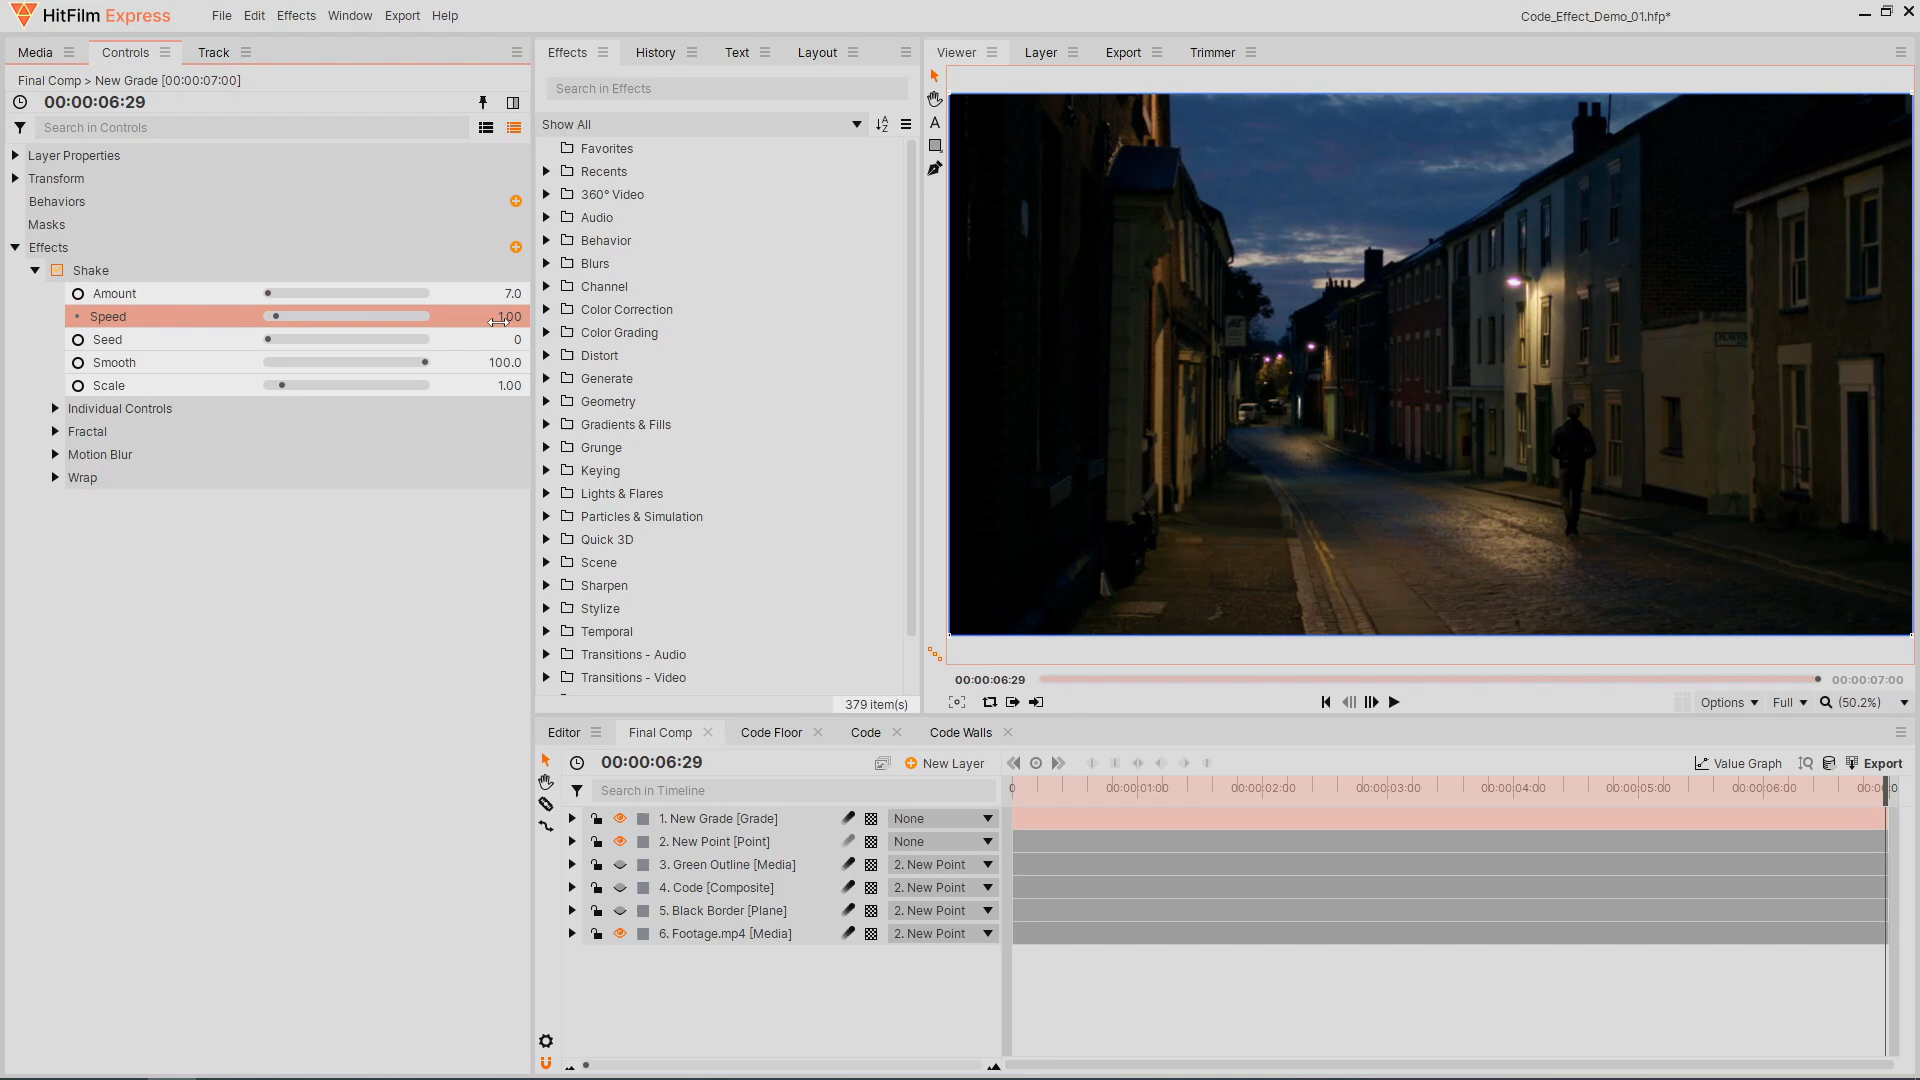 HitFilm Express
File Edit Effects Window Export Help
Code_Effect_Demo_01.hfp*
Media Controls Track
Final Comp > New Grade [00:00:07:00]
00:00:06:29
Search in Controls
Layer Properties
Transform
Behaviors
Masks
Effects
Shake
Amount 7.0
Speed 1.00
Seed 0
Smooth 100.0
Scale 1.00
Individual Controls
Fractal
Motion Blur
Wrap
Effects History Text Layout
Search in Effects
Show All
Favorites
Recents
360° Video
Audio
Behavior
Blurs
Channel
Color Correction
Color Grading
Distort
Generate
Geometry
Gradients & Fills
Grunge
Keying
Lights & Flares
Particles & Simulation
Quick 3D
Scene
Sharpen
Stylize
Temporal
Transitions - Audio
Transitions - Video
379 item(s)
Viewer Layer Export Trimmer
A
00:00:06:29 00:00:07:00
Options Full (50.2%)
Editor Final Comp Code Floor Code Code Walls
00:00:06:29 New Layer Value Graph Export
Search in Timeline
0 00:00:01:00 00:00:02:00 00:00:03:00 00:00:04:00 00:00:05:00 00:00:06:00
1. New Grade [Grade] None
2. New Point [Point] None
3. Green Outline [Media] 2. New Point
4. Code [Composite] 2. New Point
5. Black Border [Plane] 2. New Point
6. Footage.mp4 [Media] 2. New Point